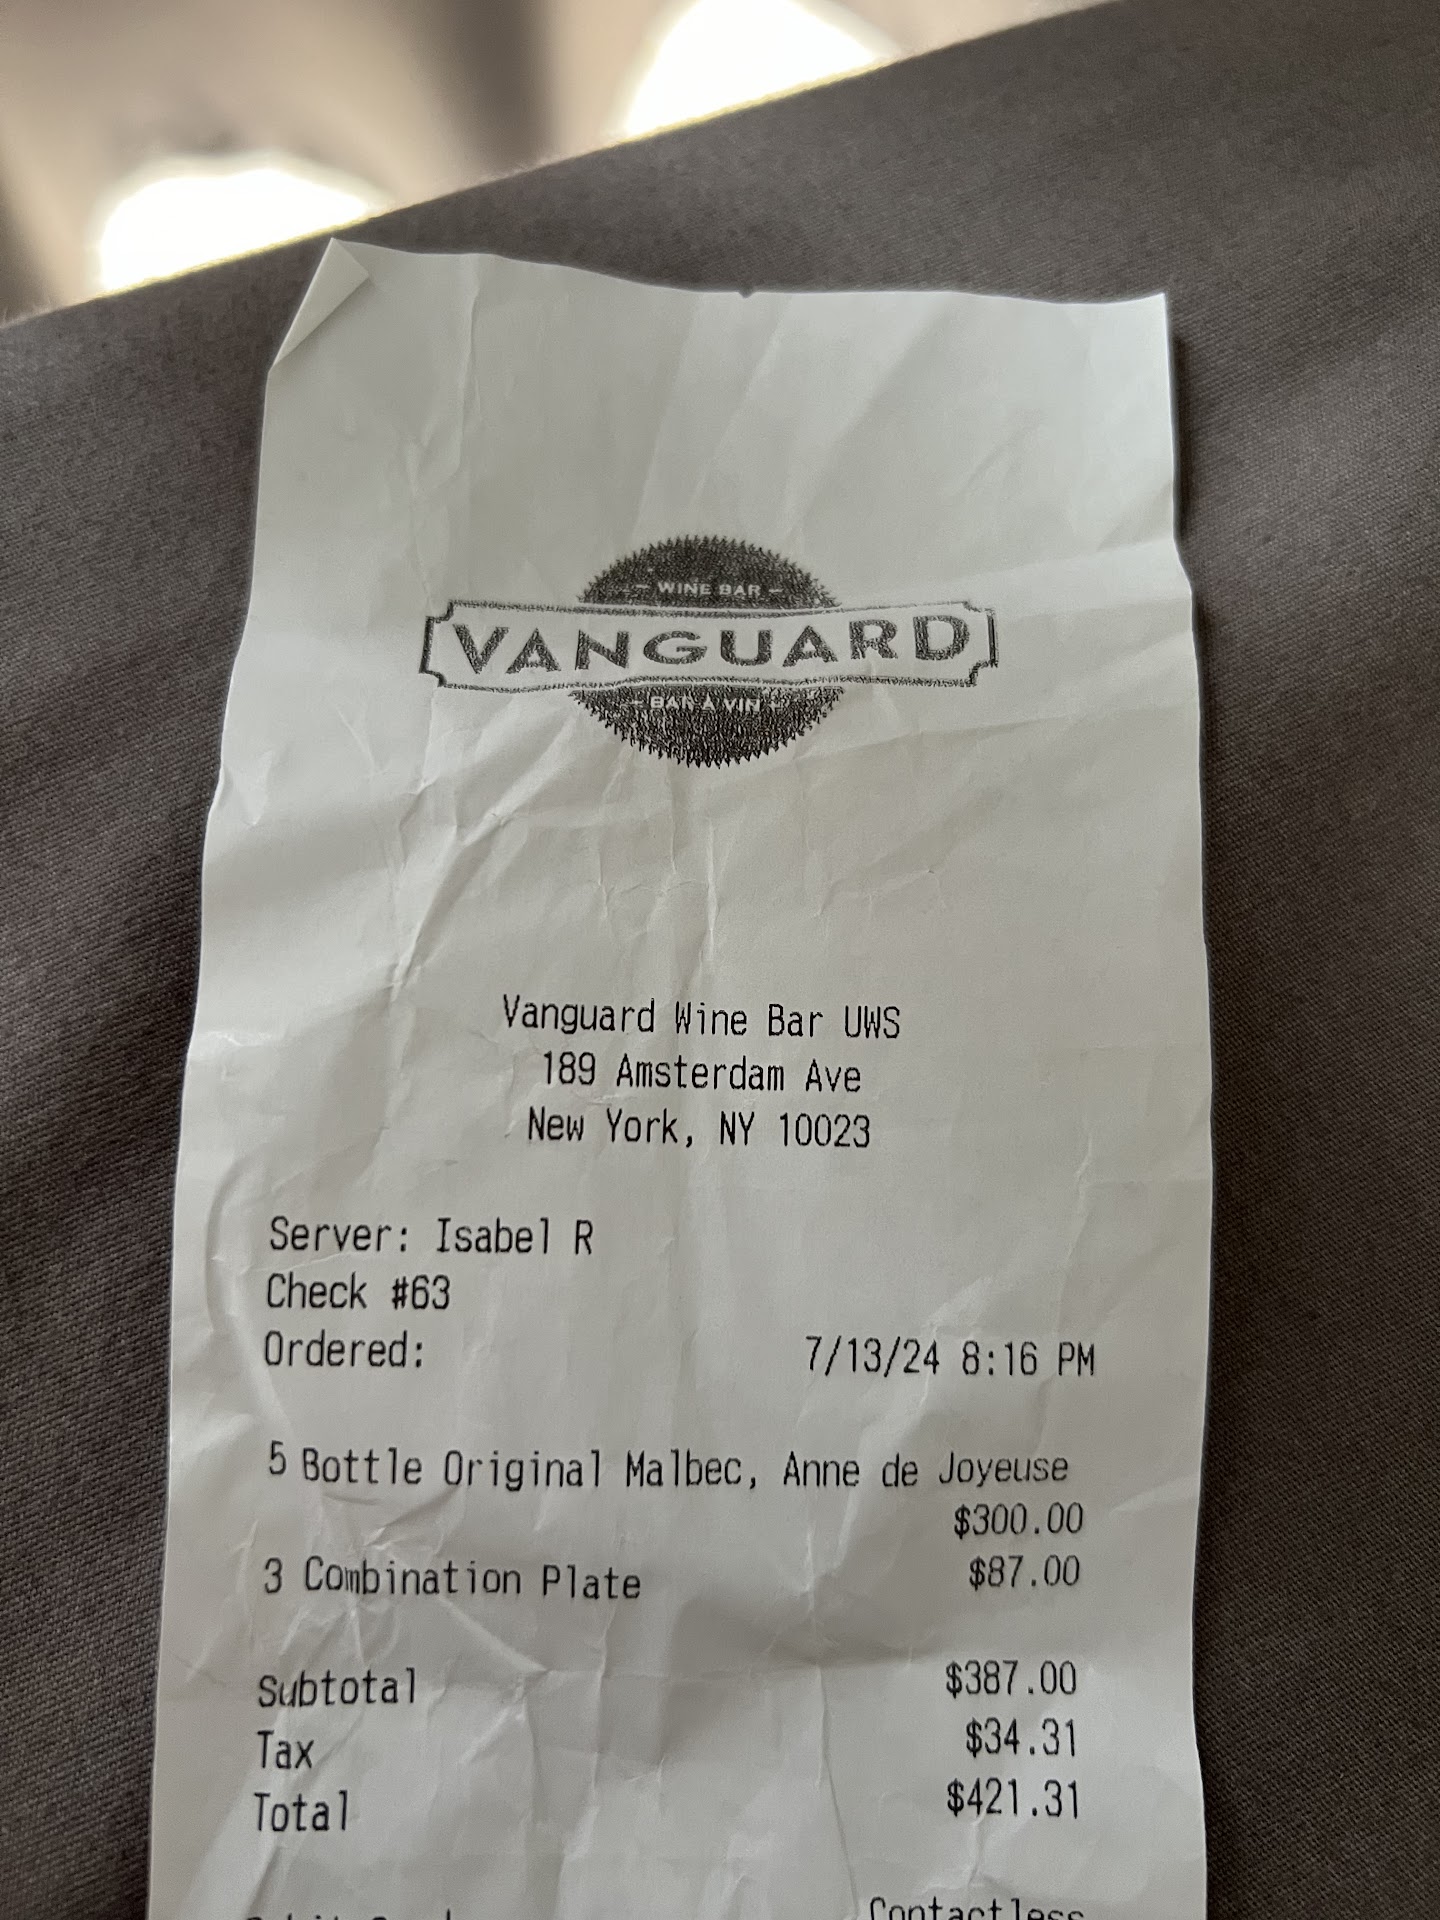 WINE BAR
VANGUARD
BAR À VIN
Vanguard Wine Bar UWS
189 Amsterdam Ave
New York, NY 10023
Server: Isabel R
Check #63
Ordered: 7/13/24 8:16 PM
5 Bottle Original Malbec, Anne de Joyeuse
$300.00
3 Combination Plate $87.00
Subtotal $387.00
Tax $34.31
Total $421.31
Contactless